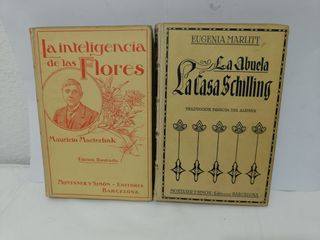 La inteligencia
de las Flores
Mauricio Maeterlink
Edición Ilustrada
MONTANER Y SIMÓN - EDITORES
BARCELONA
EUGENIA MARLITT
La Abuela
La Casa Schilling
TRADUCCIÓN DIRECTA DEL ALEMÁN
MONTANER Y SIMÓN - Editores BARCELONA